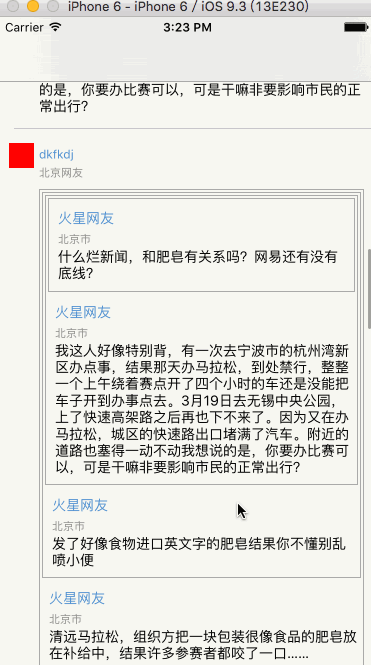 iPhone 6 - iPhone 6 / iOS 9.3 (13E230)
Carrier 3:23 PM
的是，你要办比赛可以，可是干嘛非要影响市民的正
常出行？
dkfkdj
北京网友
火星网友
北京市
什么烂新闻，和肥皂有关系吗？网易还有没有
底线？
火星网友
北京市
我这人好像特别背，有一次去宁波市的杭州湾新
区办点事，结果那天办马拉松，到处禁行，整整
一个上午绕着赛点开了四个小时的车还是没能把
车子开到办事点去。3月19日去无锡中央公园，
上了快速高架路之后再也下不来了。因为又在办
马拉松，城区的快速路出口堵满了汽车。附近的
道路也塞得一动不动我想说的是，你要办比赛可
以，可是干嘛非要影响市民的正常出行？
火星网友
北京市
发了好像食物进口英文字的肥皂结果你不懂别乱
喷小便
火星网友
北京市
清远马拉松，组织方把一块包装很像食品的肥皂放
在补给中，结果许多参赛者都咬了一口......